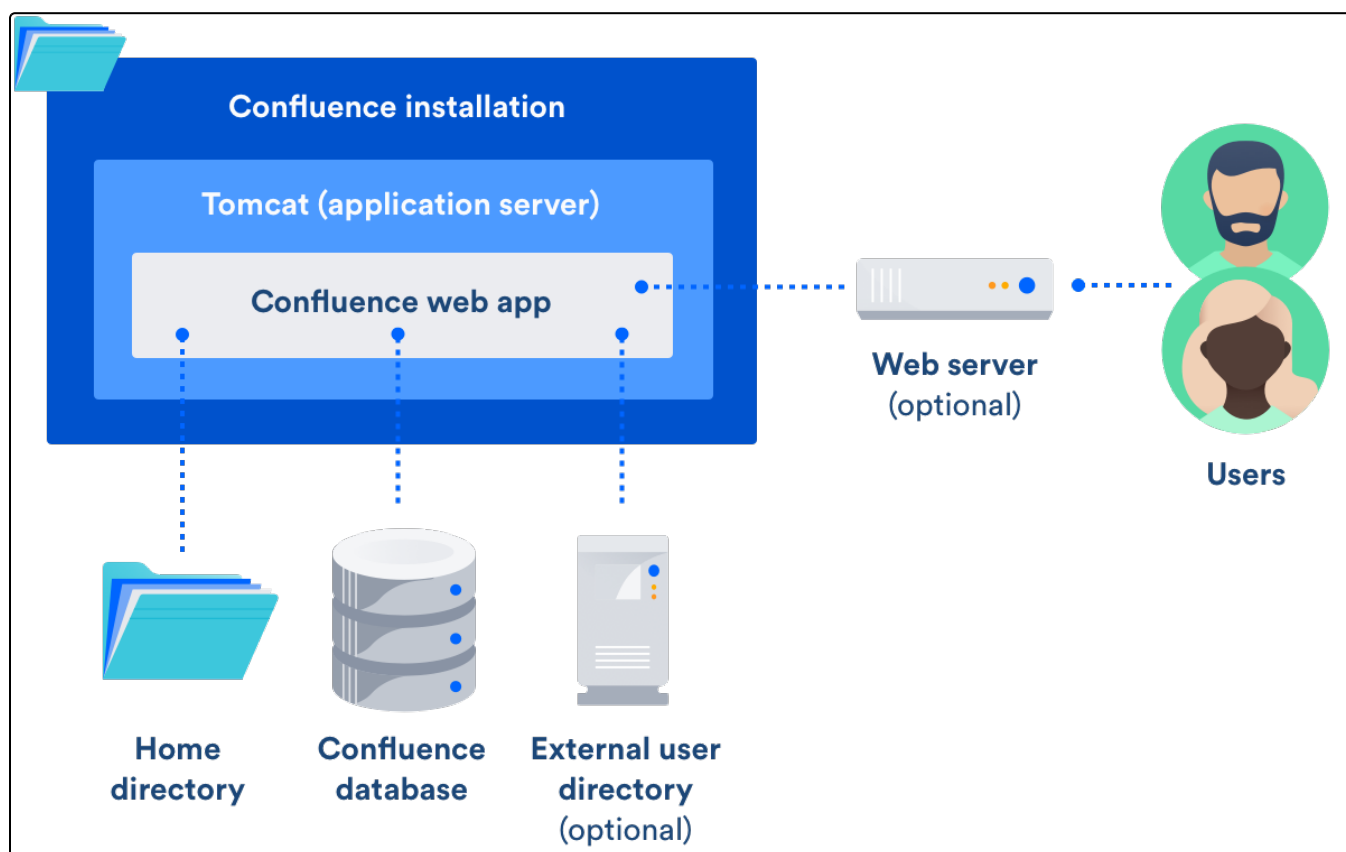 Confluence installation
Tomcat (application server)
Confluence web app
Web server
(optional)
Users
Home
directory
Confluence
database
External user
directory
(optional)